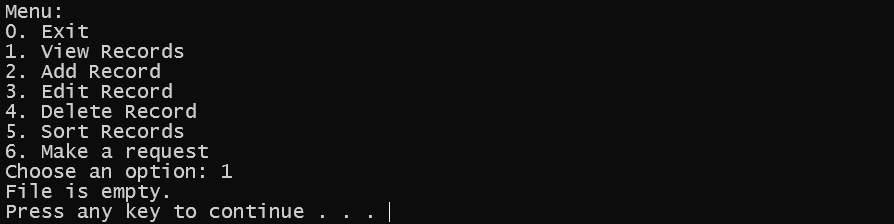 Menu:
0. Exit
1. View Records
2. Add Record
3. Edit Record
4. Delete Record
5. Sort Records
6. Make a request
Choose an option: 1
File is empty.
Press any key to continue . . .